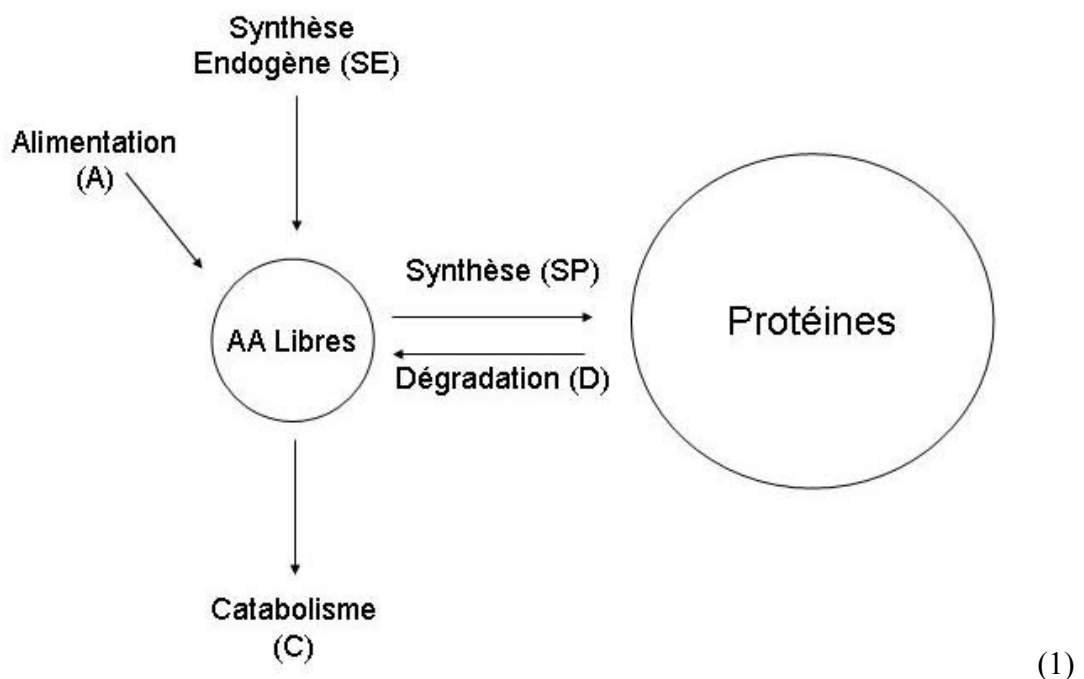 Synthèse
Endogène (SE)
Alimentation
(A)
Synthèse (SP)
AA Libres
Protéines
Dégradation (D)
Catabolisme
(C)
(1)